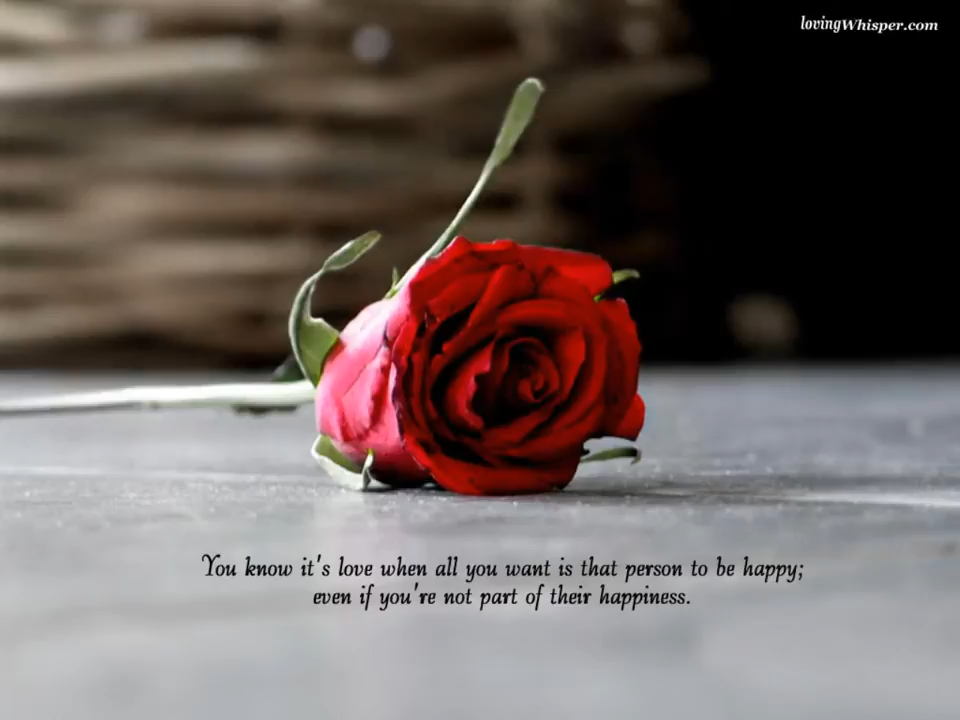 lovingWhisper.com
You know it's love when all you want is that person to be happy;
even if you're not part of their happiness.